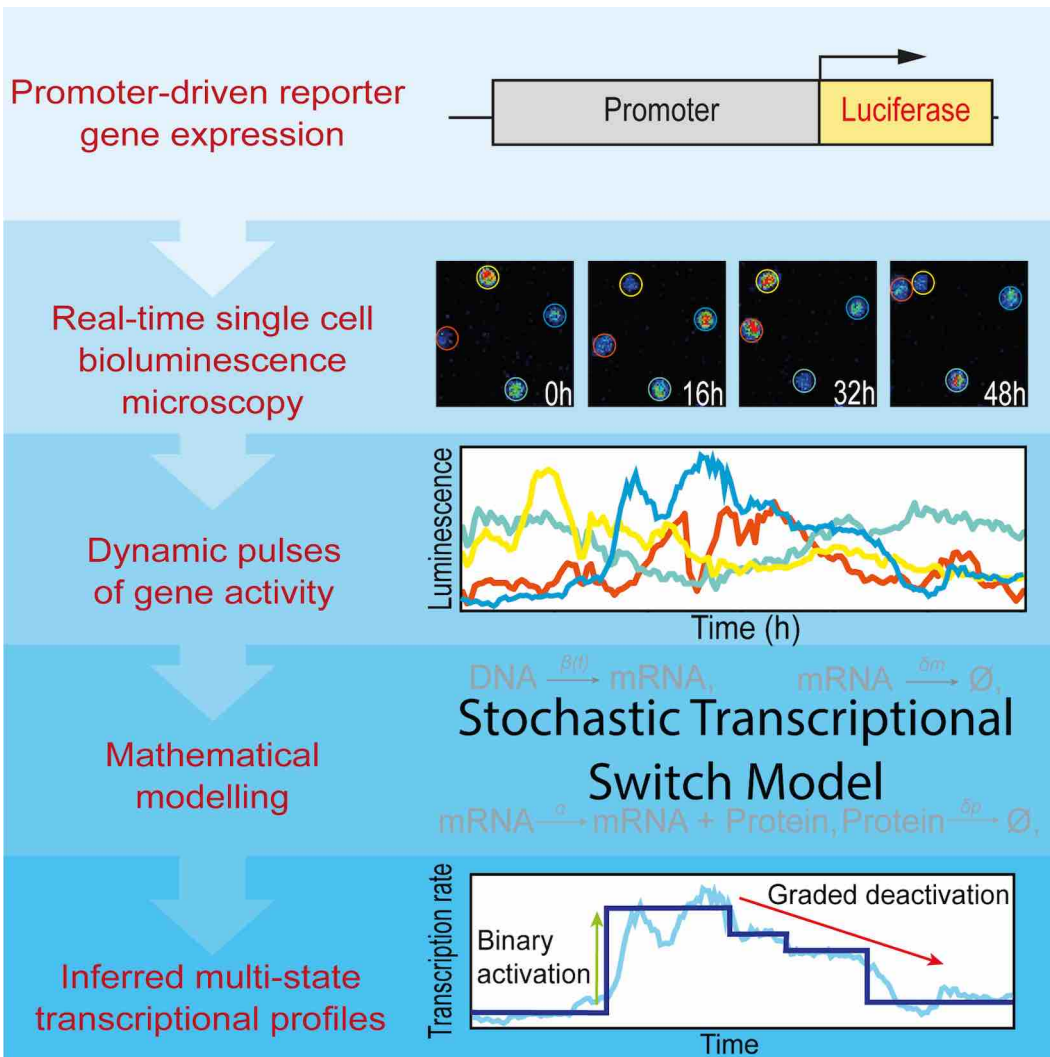 Promoter-driven reporter
gene expression
Promoter
Luciferase
Real-time single cell
bioluminescence
microscopy
0h
16h
32h
48h
Dynamic pulses
of gene activity
Luminescence
Time (h)
Mathematical
modelling
DNA β(t) → mRNA,
mRNA δm → Ø,
Stochastic Transcriptional
Switch Model
mRNA α → mRNA + Protein, Protein δp → Ø,
Inferred multi-state
transcriptional profiles
Transcription rate
Binary
activation
Graded deactivation
Time